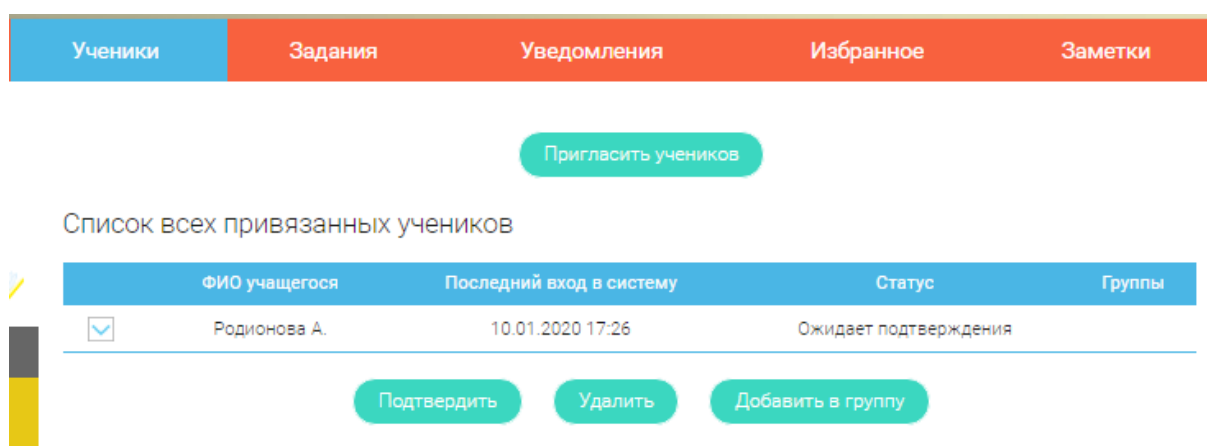 Ученики Задания Уведомления Избранное Заметки
Пригласить учеников
Список всех привязанных учеников
ФИО учащегося Последний вход в систему Статус Группы
Родионова А. 10.01.2020 17:26 Ожидает подтверждения
Подтвердить Удалить Добавить в группу